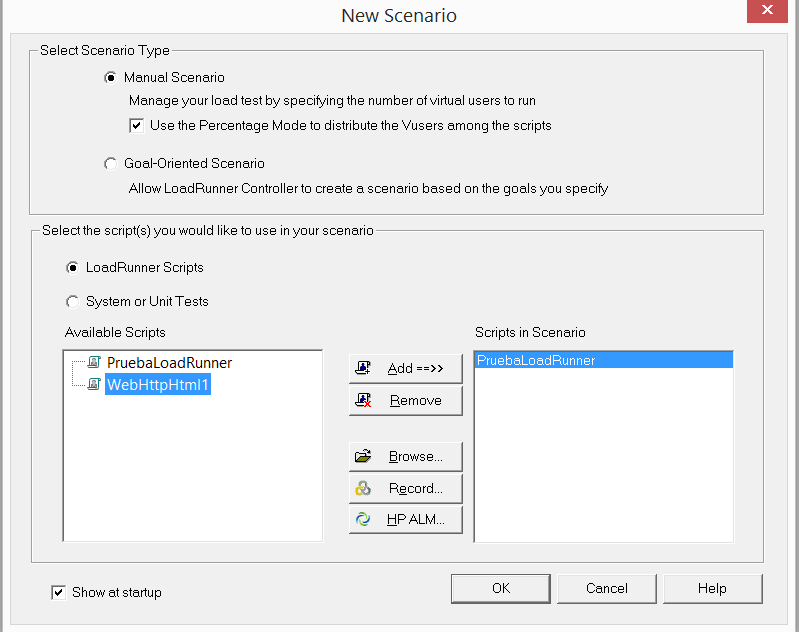 New Scenario
Select Scenario Type
Manual Scenario
Manage your load test by specifying the number of virtual users to run
Use the Percentage Mode to distribute the Vusers among the scripts
Goal-Oriented Scenario
Allow LoadRunner Controller to create a scenario based on the goals you specify
Select the script(s) you would like to use in your scenario
LoadRunner Scripts
System or Unit Tests
Available Scripts
PruebaLoadRunner
WebHttpHtml1
Add ==>>
Remove
Browse...
Record...
HP ALM...
Scripts in Scenario
PruebaLoadRunner
Show at startup
OK
Cancel
Help